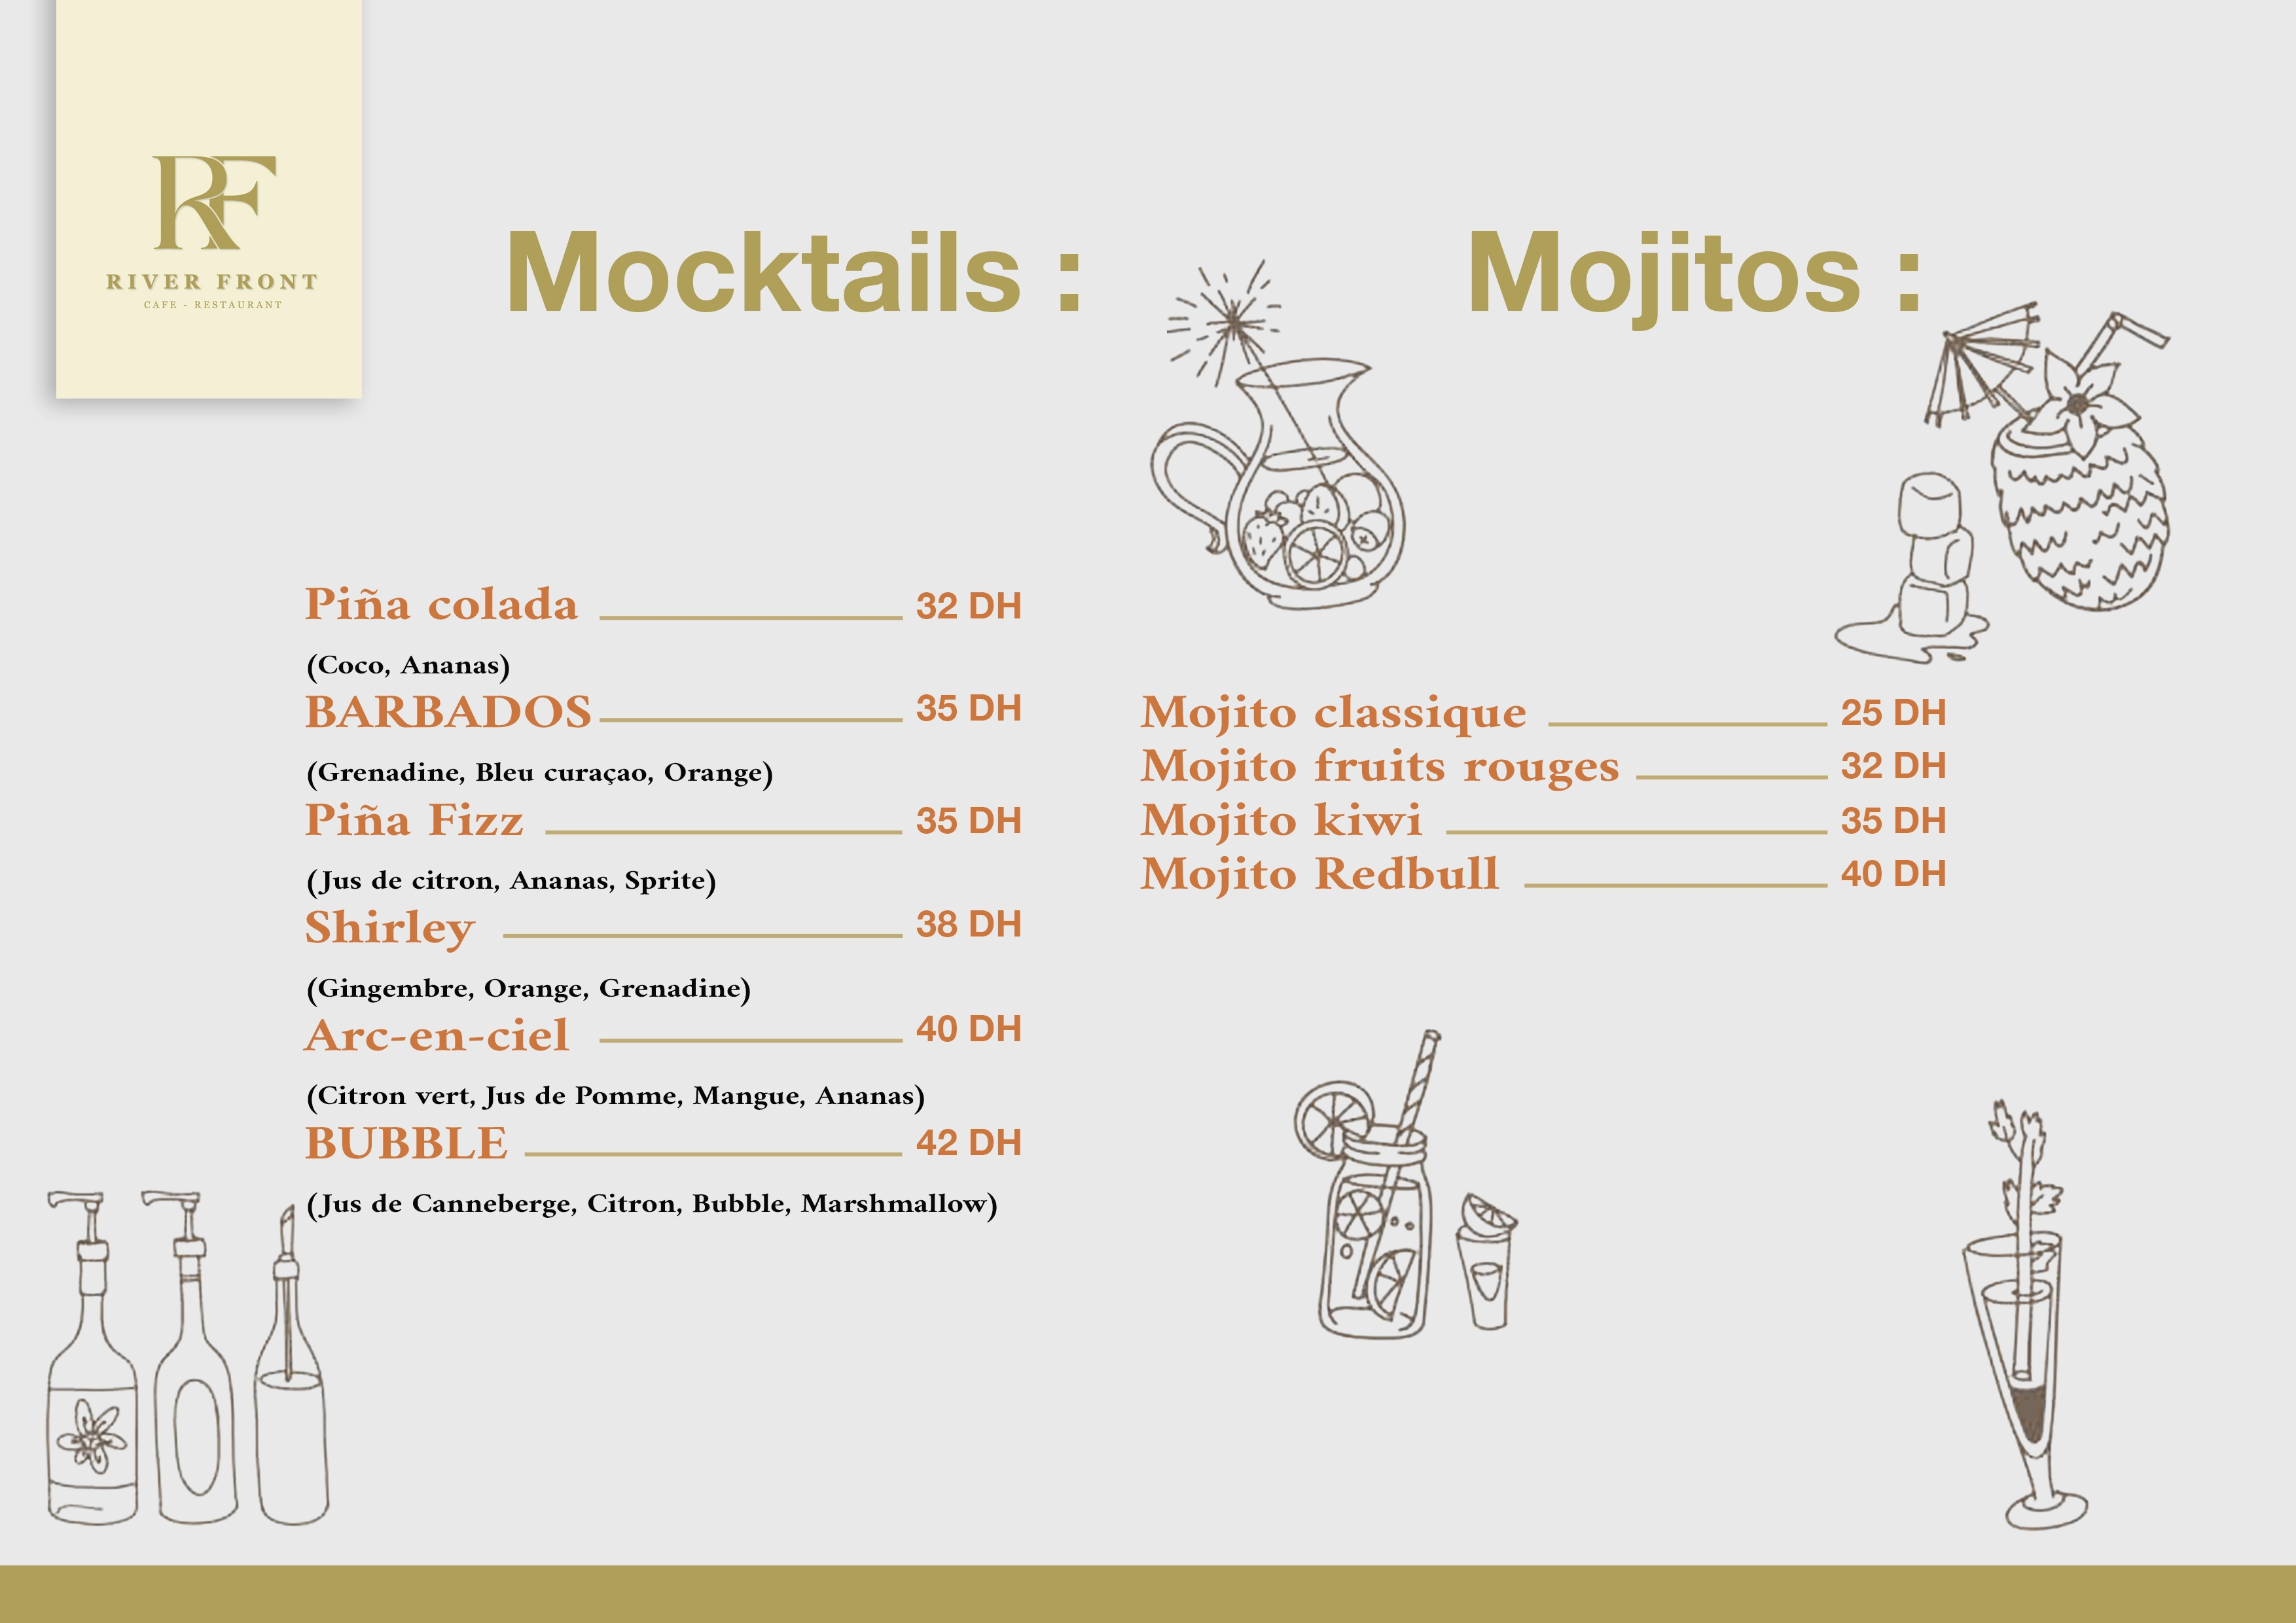 RF
RIVER FRONT
CAFE - RESTAURANT
Mocktails :
Piña colada 32 DH
(Coco, Ananas)
BARBADOS 35 DH
(Grenadine, Bleu curaçao, Orange)
Piña Fizz 35 DH
(Jus de citron, Ananas, Sprite)
Shirley 38 DH
(Gingembre, Orange, Grenadine)
Arc-en-ciel 40 DH
(Citron vert, Jus de Pomme, Mangue, Ananas)
BUBBLE 42 DH
(Jus de Canneberge, Citron, Bubble, Marshmallow)
Mojitos :
Mojito classique 25 DH
Mojito fruits rouges 32 DH
Mojito kiwi 35 DH
Mojito Redbull 40 DH